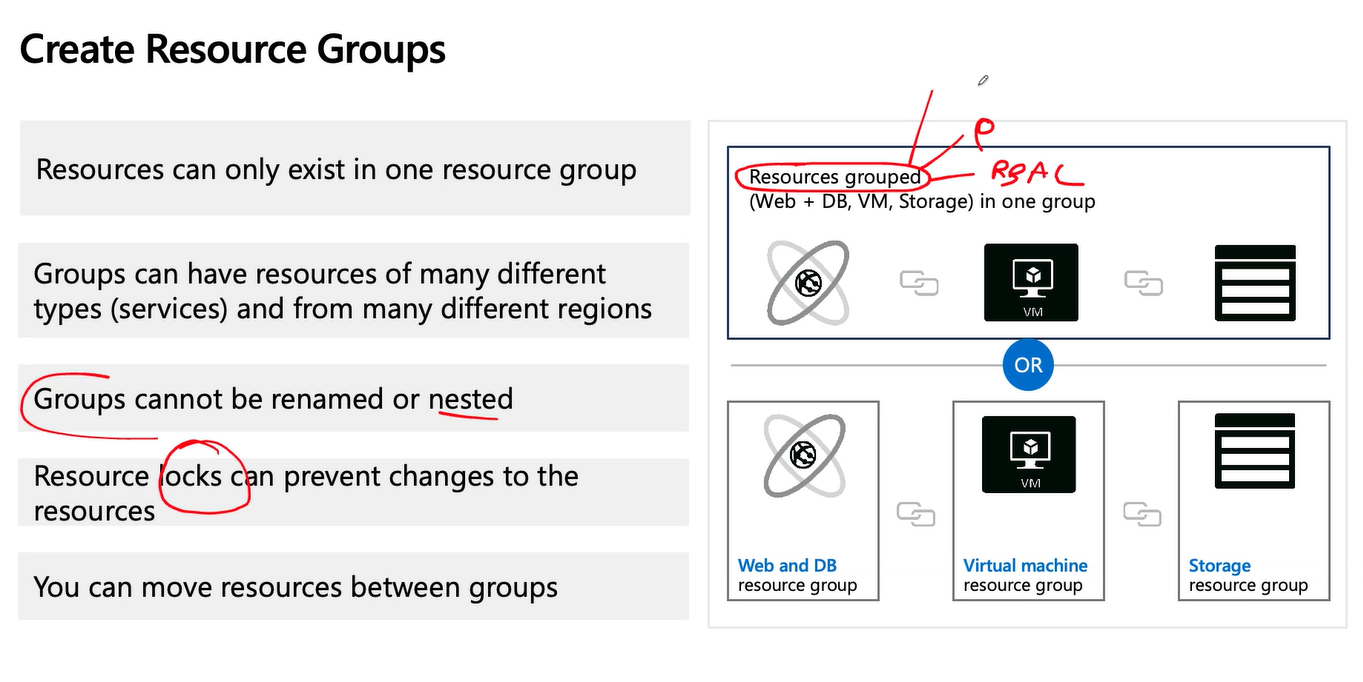 Create Resource Groups
Resources can only exist in one resource group
Groups can have resources of many different
types (services) and from many different regions
Groups cannot be renamed or nested
Resource locks can prevent changes to the
resources
You can move resources between groups
P
RBAC
Resources grouped
(Web + DB, VM, Storage) in one group
VM
OR
VM
Web and DB
resource group
Virtual machine
resource group
Storage
resource group